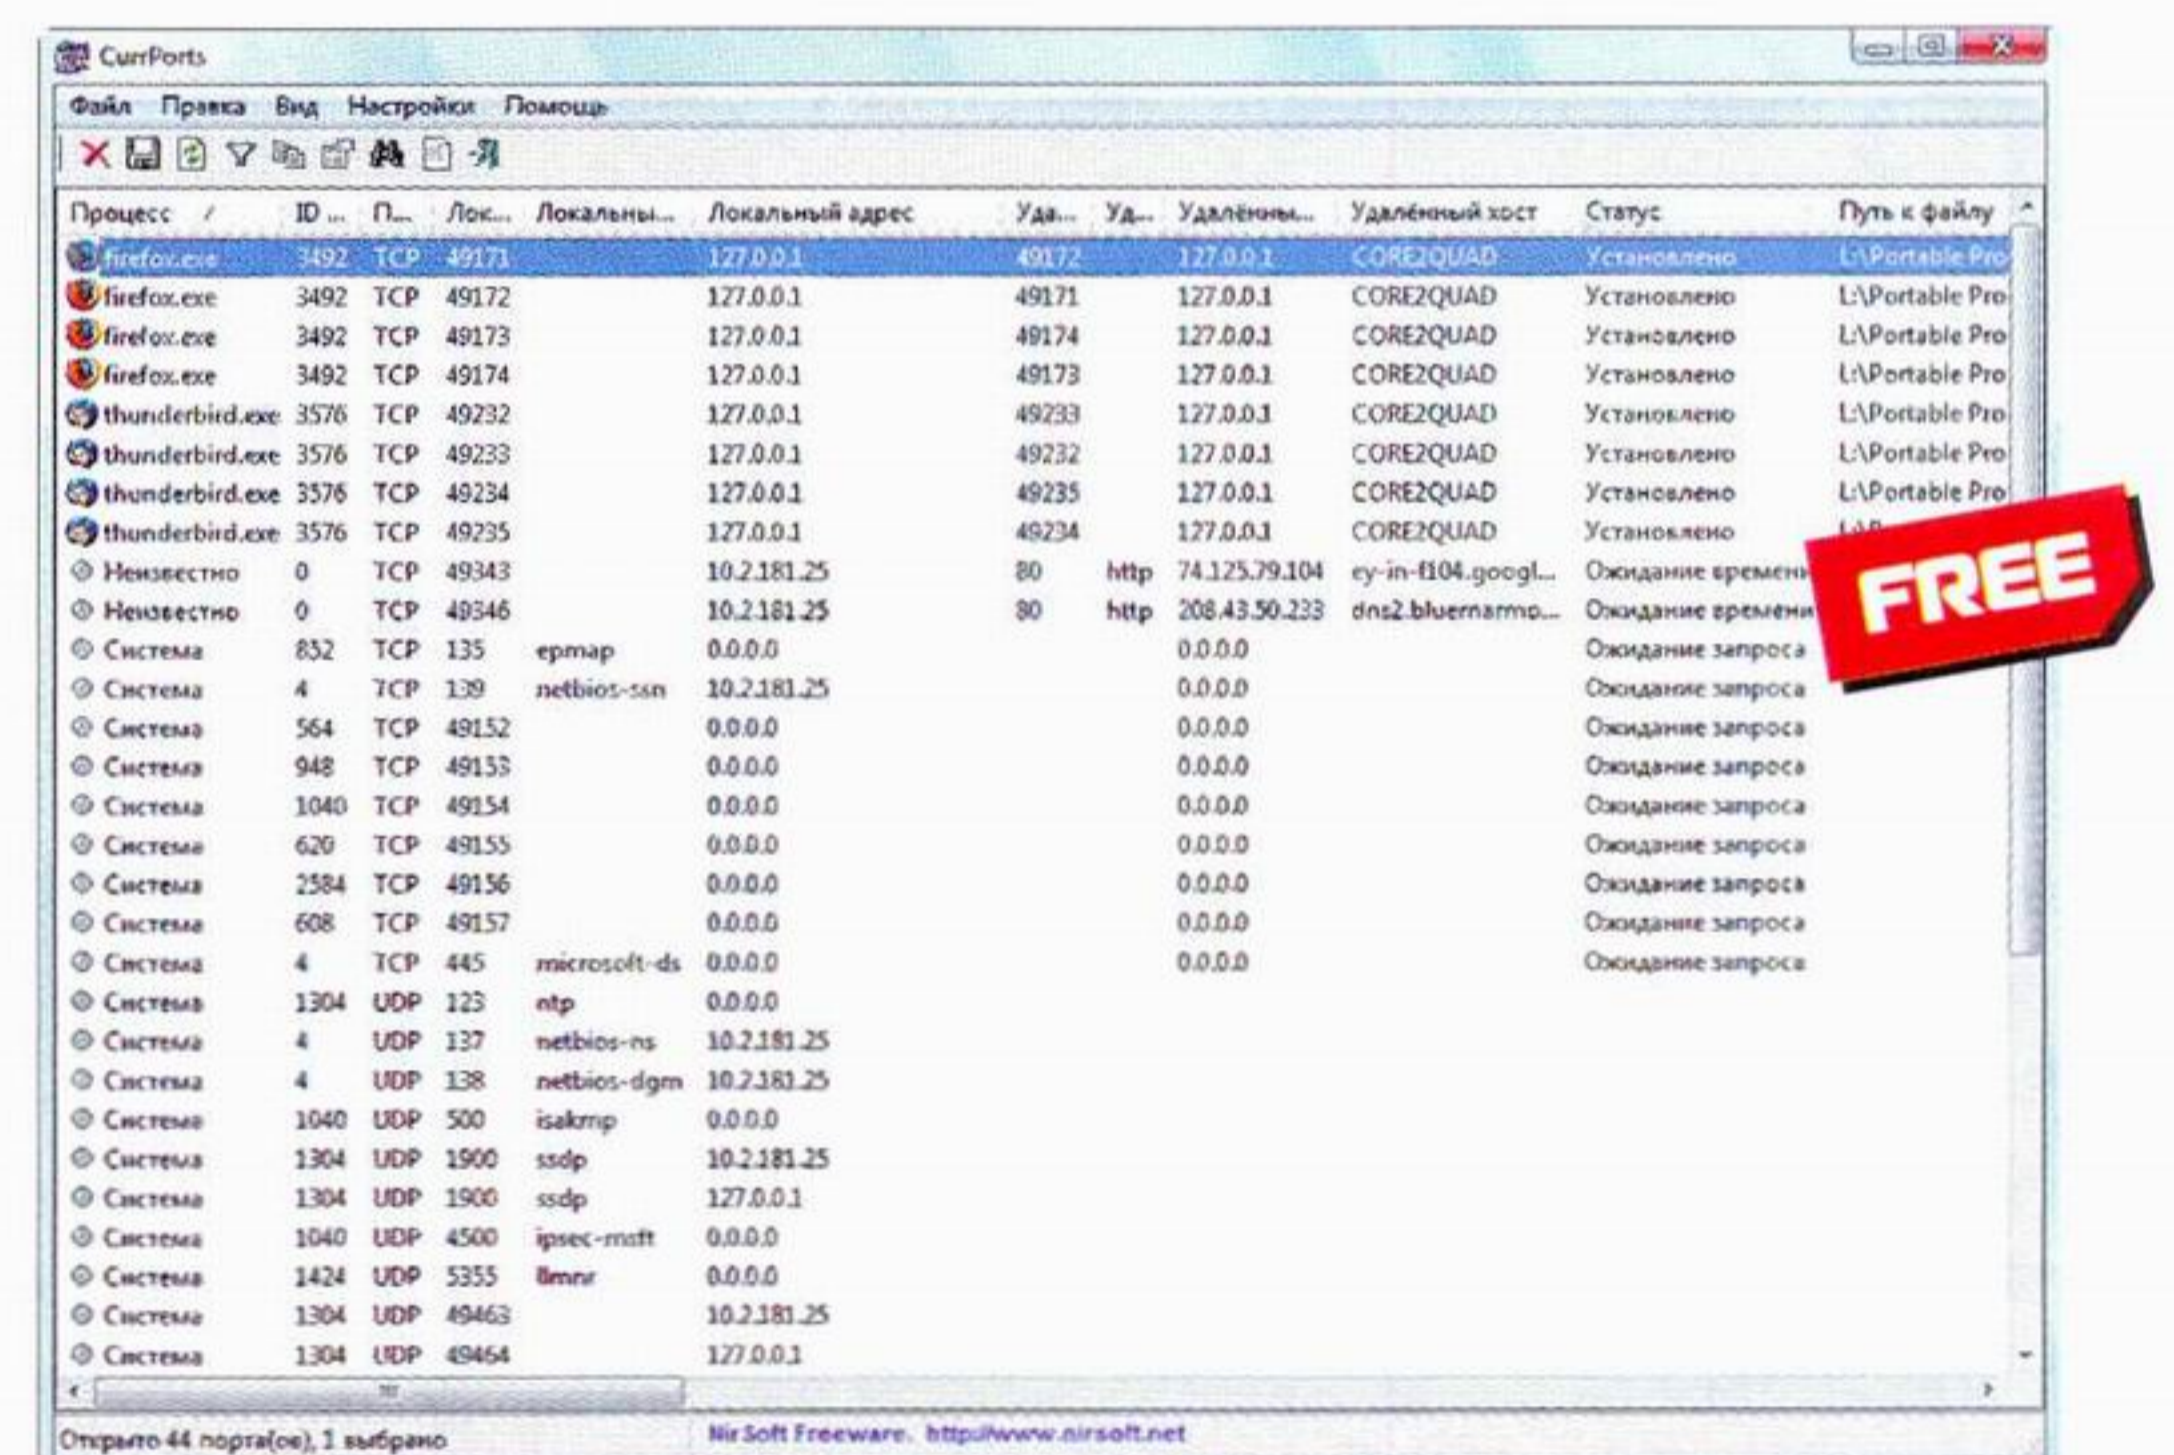 CurrPorts
Файл Правка Вид Настройки Помощь
Процесс / ID ... П... Лок... Локальны... Локальный адрес Уда... Уд... Удалённы... Удалённый хост Статус Путь к файлу
firefox.exe 3492 TCP 49171 127.0.0.1 49172 127.0.0.1 CORE2QUAD Установлено L:\Portable Pro
firefox.exe 3492 TCP 49172 127.0.0.1 49171 127.0.0.1 CORE2QUAD Установлено L:\Portable Pro
firefox.exe 3492 TCP 49173 127.0.0.1 49174 127.0.0.1 CORE2QUAD Установлено L:\Portable Pro
firefox.exe 3492 TCP 49174 127.0.0.1 49173 127.0.0.1 CORE2QUAD Установлено L:\Portable Pro
thunderbird.exe 3576 TCP 49232 127.0.0.1 49233 127.0.0.1 CORE2QUAD Установлено L:\Portable Pro
thunderbird.exe 3576 TCP 49233 127.0.0.1 49232 127.0.0.1 CORE2QUAD Установлено L:\Portable Pro
thunderbird.exe 3576 TCP 49234 127.0.0.1 49235 127.0.0.1 CORE2QUAD Установлено L:\Portable Pro
thunderbird.exe 3576 TCP 49235 127.0.0.1 49234 127.0.0.1 CORE2QUAD Установлено
Неизвестно 0 TCP 49343 10.2.181.25 80 http 74.125.79.104 ey-in-f104.googl... Ожидание времени
FREE
Неизвестно 0 TCP 49346 10.2.181.25 80 http 208.43.50.233 dns2.bluemarmo... Ожидание времени
Система 852 TCP 135 epmap 0.0.0.0 0.0.0.0 Ожидание запроса
Система 4 TCP 139 netbios-ssn 10.2.181.25 0.0.0.0 Ожидание запроса
Система 564 TCP 49152 0.0.0.0 0.0.0.0 Ожидание запроса
Система 948 TCP 49153 0.0.0.0 0.0.0.0 Ожидание запроса
Система 1040 TCP 49154 0.0.0.0 0.0.0.0 Ожидание запроса
Система 620 TCP 49155 0.0.0.0 0.0.0.0 Ожидание запроса
Система 2584 TCP 49156 0.0.0.0 0.0.0.0 Ожидание запроса
Система 608 TCP 49157 0.0.0.0 0.0.0.0 Ожидание запроса
Система 4 TCP 445 microsoft-ds 0.0.0.0 0.0.0.0 Ожидание запроса
Система 1304 UDP 123 ntp 0.0.0.0
Система 4 UDP 137 netbios-ns 10.2.181.25
Система 4 UDP 138 netbios-dgm 10.2.181.25
Система 1040 UDP 500 isakmp 0.0.0.0
Система 1304 UDP 1900 ssdp 10.2.181.25
Система 1304 UDP 1900 ssdp 127.0.0.1
Система 1040 UDP 4500 ipsec-msft 0.0.0.0
Система 1424 UDP 5355 llmnr 0.0.0.0
Система 1304 UDP 49463 10.2.181.25
Система 1304 UDP 49464 127.0.0.1
Открыто 44 порта(ов), 1 выбрано NirSoft Freeware. http://www.nirsoft.net